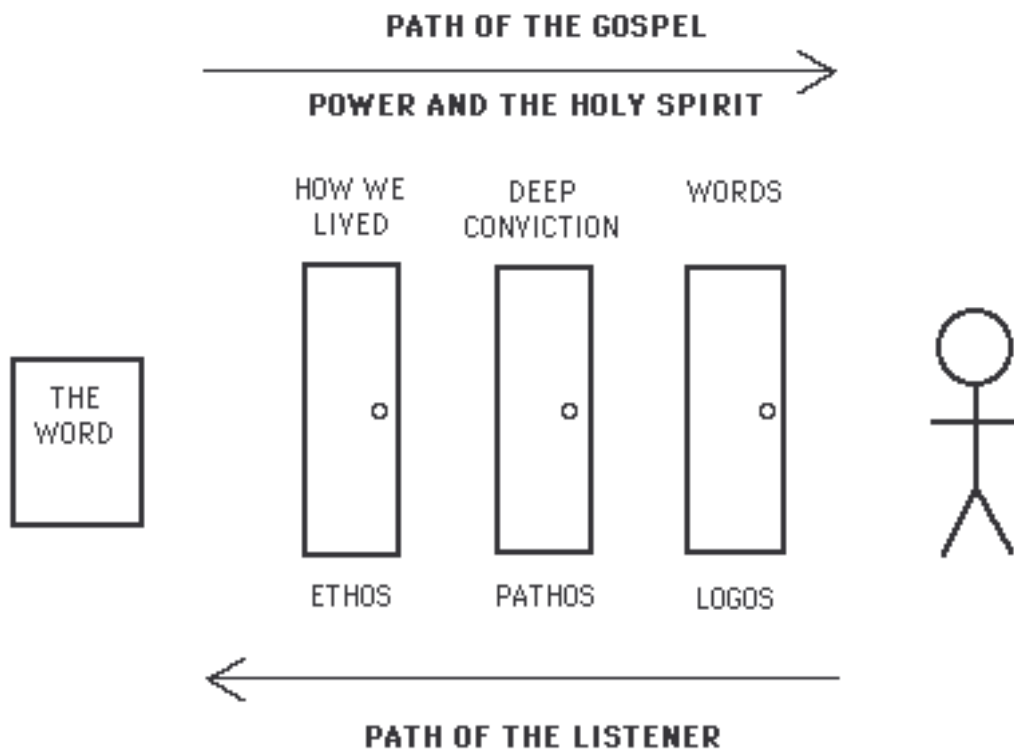 PATH OF THE GOSPEL
POWER AND THE HOLY SPIRIT
HOW WE
LIVED
DEEP
CONVICTION
WORDS
THE
WORD
ETHOS
PATHOS
LOGOS
PATH OF THE LISTENER